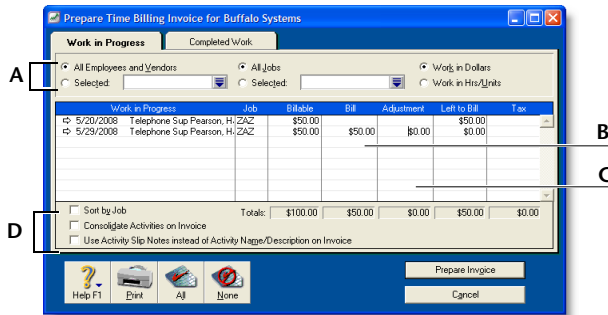 Prepare Time Billing Invoice for Buffalo Systems
Work in Progress Completed Work
A
All Employees and Vendors All Jobs Work in Dollars
Selected: Selected: Work in Hrs/Units
Work in Progress Job Billable Bill Adjustment Left to Bill Tax
5/20/2008 Telephone Sup Pearson, H. ZAZ $50.00 $50.00
5/29/2008 Telephone Sup Pearson, H. ZAZ $50.00 $50.00 $0.00 $0.00
B
C
D
Sort by Job Totals: $100.00 $50.00 $0.00 $50.00 $0.00
Consolidate Activities on Invoice
Use Activity Slip Notes instead of Activity Name/Description on Invoice
Help F1 Print All None
Prepare Invoice
Cancel